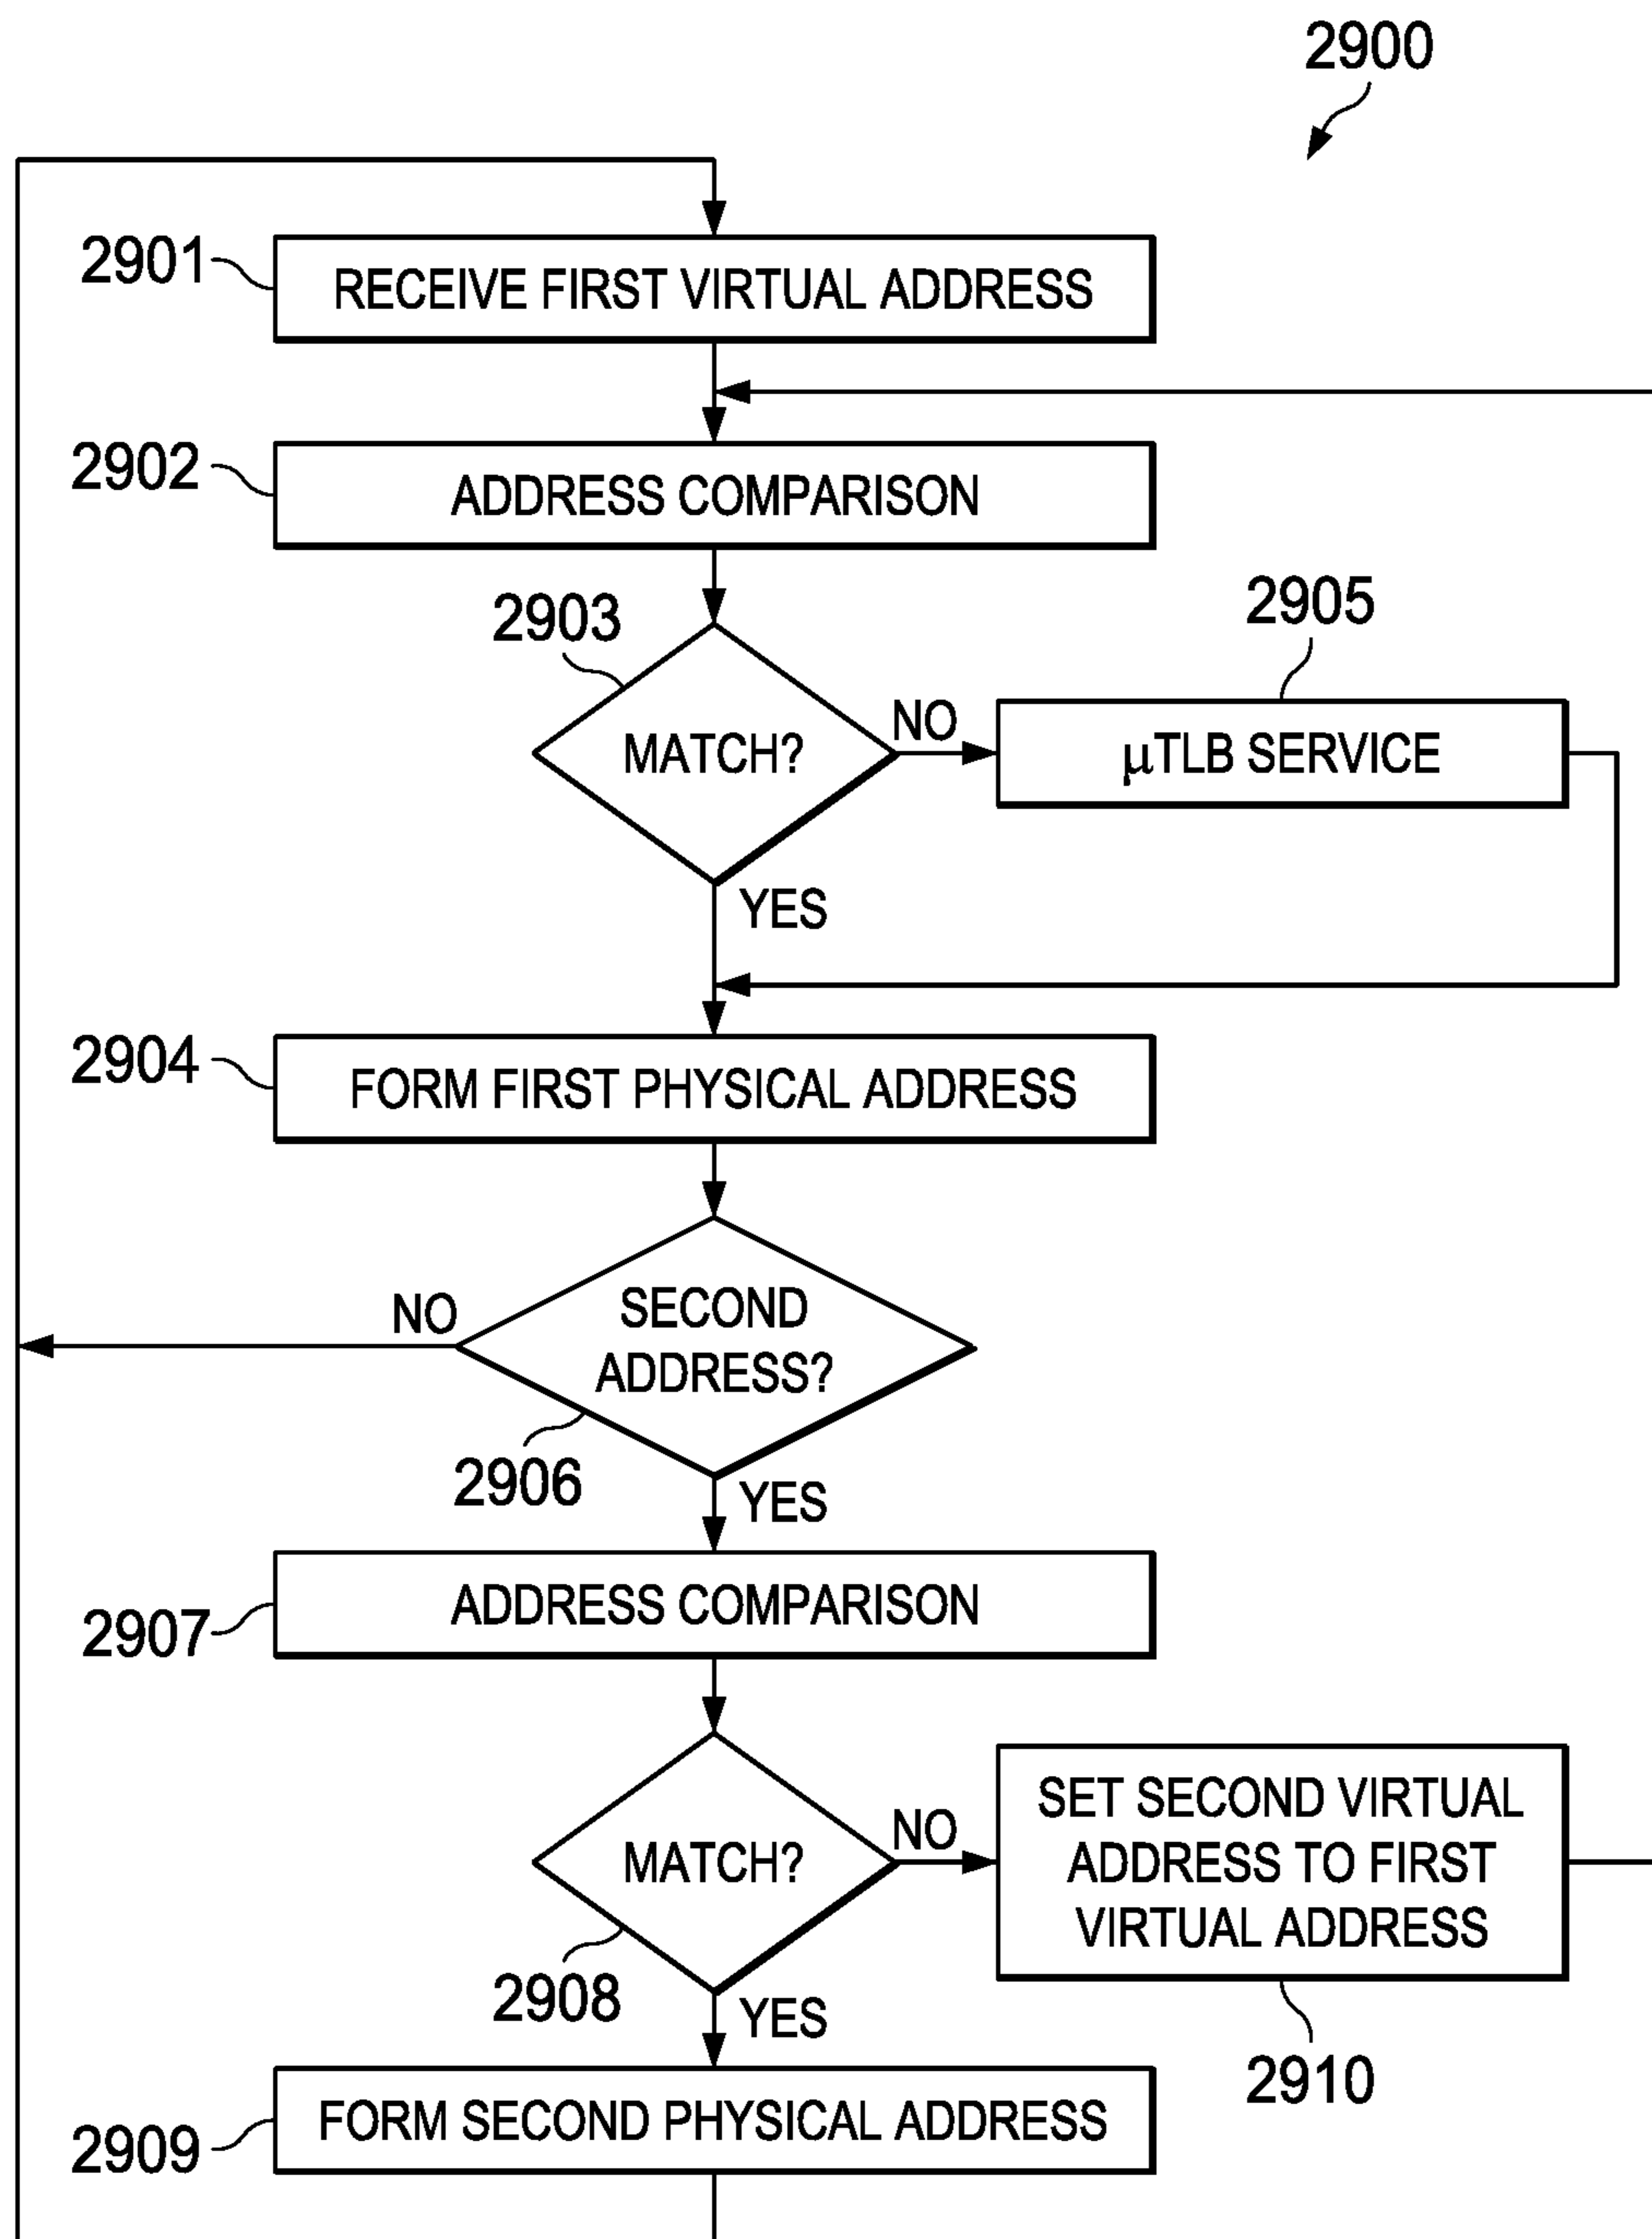 2900
2901
RECEIVE FIRST VIRTUAL ADDRESS
2902
ADDRESS COMPARISON
2903
MATCH?
NO
2905
μTLB SERVICE
YES
2904
FORM FIRST PHYSICAL ADDRESS
NO
SECOND
ADDRESS?
2906
YES
ADDRESS COMPARISON
2907
MATCH?
NO
SET SECOND VIRTUAL
ADDRESS TO FIRST
VIRTUAL ADDRESS
2908
YES
2910
FORM SECOND PHYSICAL ADDRESS
2909